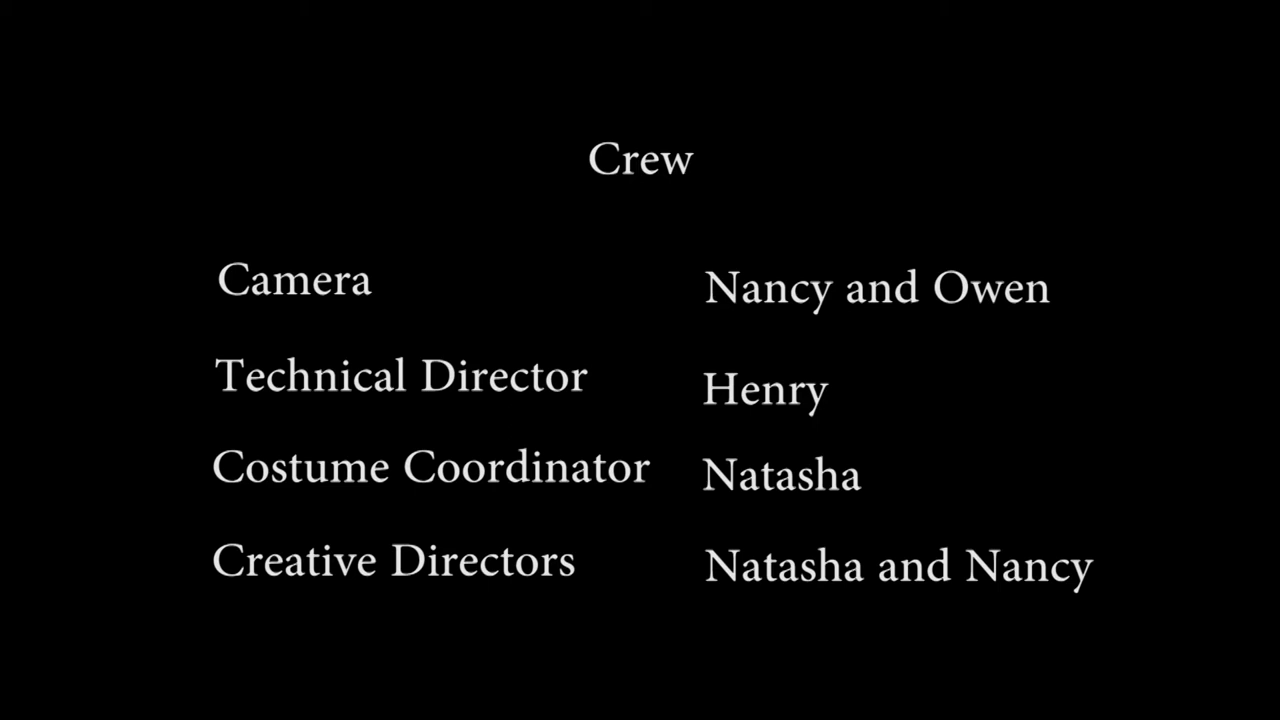 Crew
Camera Nancy and Owen
Technical Director Henry
Costume Coordinator Natasha
Creative Directors Natasha and Nancy